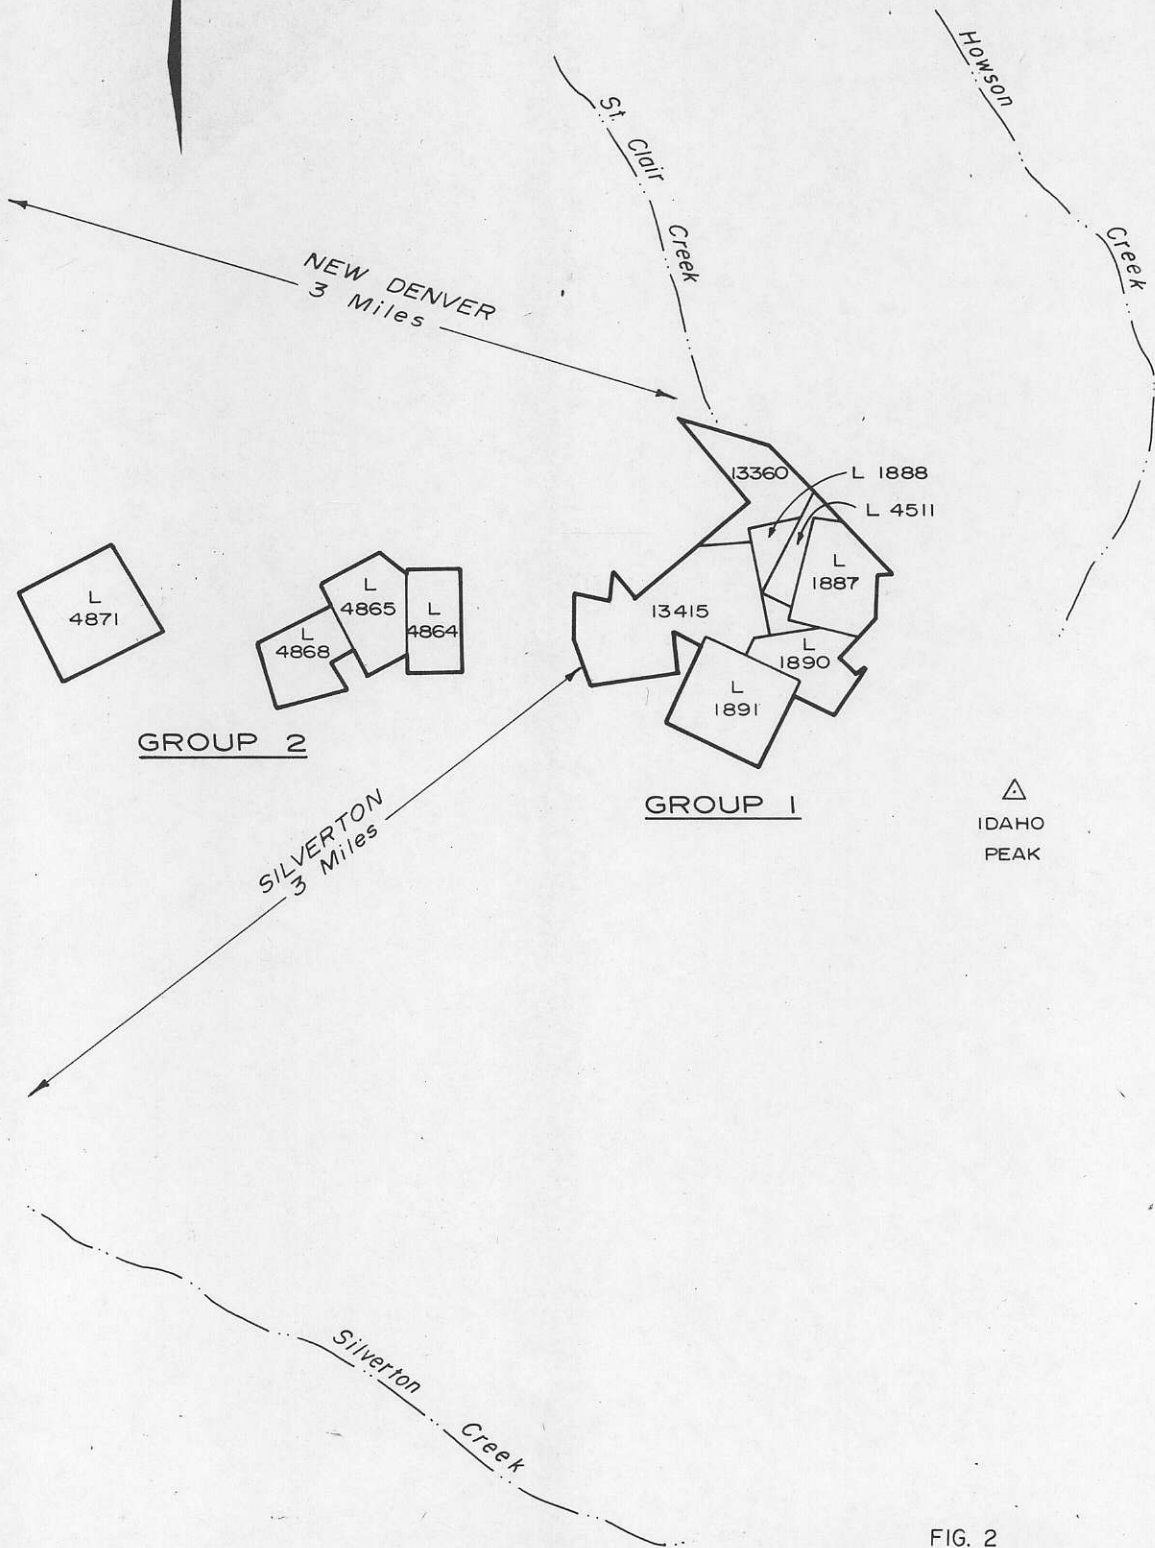 Howson
Creek
St. Clair
Creek
NEW DENVER
3 Miles
13360
L 1888
L 4511
L
1887
13415
L
1890
L
1891
L
4871
L
4865
L
4864
L
4868
GROUP 2
GROUP 1
IDAHO
PEAK
SILVERTON
3 Miles
Silverton
Creek
FIG. 2